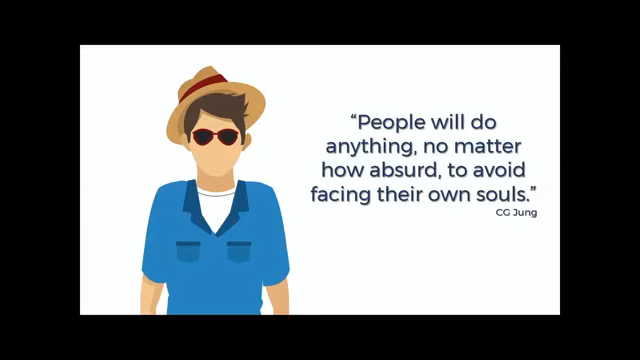 “People will do
anything, no matter
how absurd, to avoid
facing their own souls.”
CG Jung